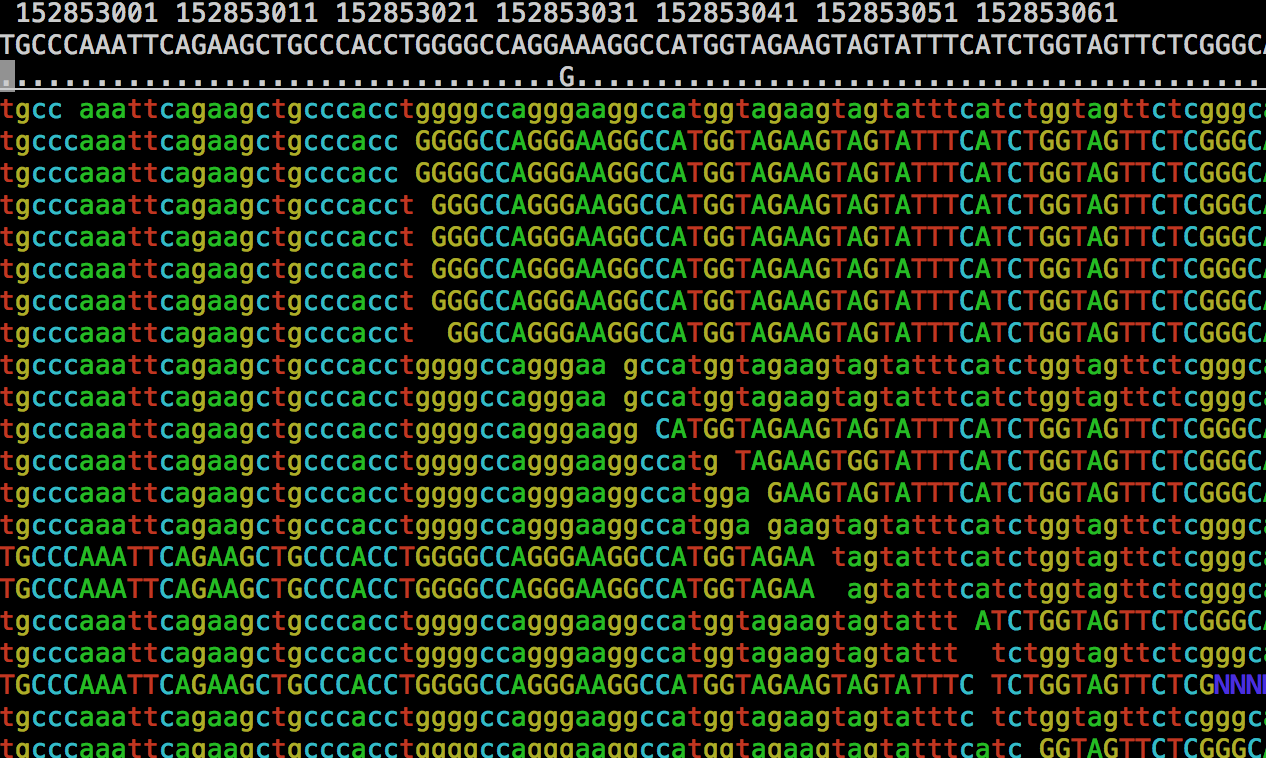 152853001 152853011 152853021 152853031 152853041 152853051 152853061
TGCCCAAATTCAGAAGCTGCCCACCTGGGGCCAGGAAAGGCCATGGTAGAAGTAGTATTTCATCTGGTAGTTCTCGGGCA
...................................G...........................................
tgcc aaattcagaagctgcccacctggggccagggaaggccatggtagaagtagtatttcatctggtagttctcgggca
tgcccaaattcagaagctgcccacc GGGGCCAGGGAAGGCCATGGTAGAAGTAGTATTTCATCTGGTAGTTCTCGGGCA
tgcccaaattcagaagctgcccacc GGGGCCAGGGAAGGCCATGGTAGAAGTAGTATTTCATCTGGTAGTTCTCGGGCA
tgcccaaattcagaagctgcccacct GGGCCAGGGAAGGCCATGGTAGAAGTAGTATTTCATCTGGTAGTTCTCGGGCA
tgcccaaattcagaagctgcccacct GGGCCAGGGAAGGCCATGGTAGAAGTAGTATTTCATCTGGTAGTTCTCGGGCA
tgcccaaattcagaagctgcccacct GGGCCAGGGAAGGCCATGGTAGAAGTAGTATTTCATCTGGTAGTTCTCGGGCA
tgcccaaattcagaagctgcccacct GGGCCAGGGAAGGCCATGGTAGAAGTAGTATTTCATCTGGTAGTTCTCGGGCA
tgcccaaattcagaagctgcccacct  GGCCAGGGAAGGCCATGGTAGAAGTAGTATTTCATCTGGTAGTTCTCGGGCA
tgcccaaattcagaagctgcccacctggggccagggaa gccatggtagaagtagtatttcatctggtagttctcgggca
tgcccaaattcagaagctgcccacctggggccagggaa gccatggtagaagtagtatttcatctggtagttctcgggca
tgcccaaattcagaagctgcccacctggggccagggaagg CATGGTAGAAGTAGTATTTCATCTGGTAGTTCTCGGGCA
tgcccaaattcagaagctgcccacctggggccagggaaggccatg TAGAAGTGGTATTTCATCTGGTAGTTCTCGGGCA
tgcccaaattcagaagctgcccacctggggccagggaaggccatgga GAAGTAGTATTTCATCTGGTAGTTCTCGGGCA
tgcccaaattcagaagctgcccacctggggccagggaaggccatgga gaagtagtatttcatctggtagttctcgggca
TGCCCAAATTCAGAAGCTGCCCACCTGGGGCCAGGGAAGGCCATGGTAGAA tagtatttcatctggtagttctcgggca
TGCCCAAATTCAGAAGCTGCCCACCTGGGGCCAGGGAAGGCCATGGTAGAA  agtatttcatctggtagttctcgggca
tgcccaaattcagaagctgcccacctggggccagggaaggccatggtagaagtagtattt ATCTGGTAGTTCTCGGGCA
tgcccaaattcagaagctgcccacctggggccagggaaggccatggtagaagtagtattt  tctggtagttctcgggca
TGCCCAAATTCAGAAGCTGCCCACCTGGGGCCAGGGAAGGCCATGGTAGAAGTAGTATTTC TCTGGTAGTTCTCGNNNN
tgcccaaattcagaagctgcccacctggggccagggaaggccatggtagaagtagtatttc tctggtagttctcgggca
tgcccaaattcagaagctgcccacctggggccagggaaggccatggtagaagtagtatttcatc GGTAGTTCTCGGGCA